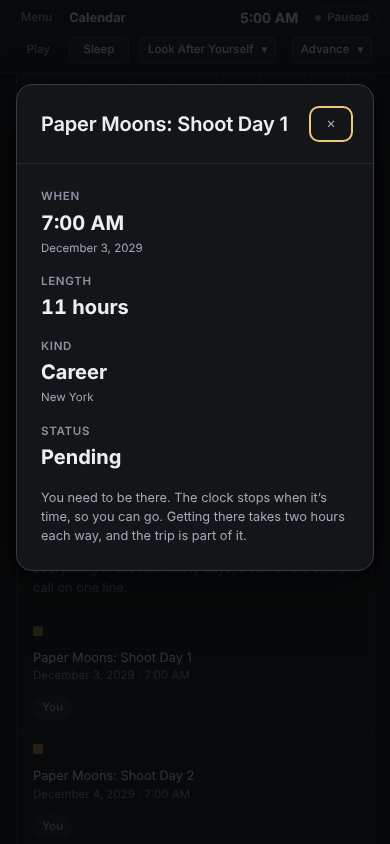 Menu Calendar 5:00 AM Paused
Play Sleep Look After Yourself ▾ Advance ▾
Paper Moons: Shoot Day 1 ×
WHEN
7:00 AM
December 3, 2029
LENGTH
11 hours
KIND
Career
New York
STATUS
Pending
You need to be there. The clock stops when it’s
time, so you can go. Getting there takes two hours
each way, and the trip is part of it.
call on one line.
Paper Moons: Shoot Day 1
December 3, 2029 · 7:00 AM
You
Paper Moons: Shoot Day 2
December 4, 2029 · 7:00 AM
You